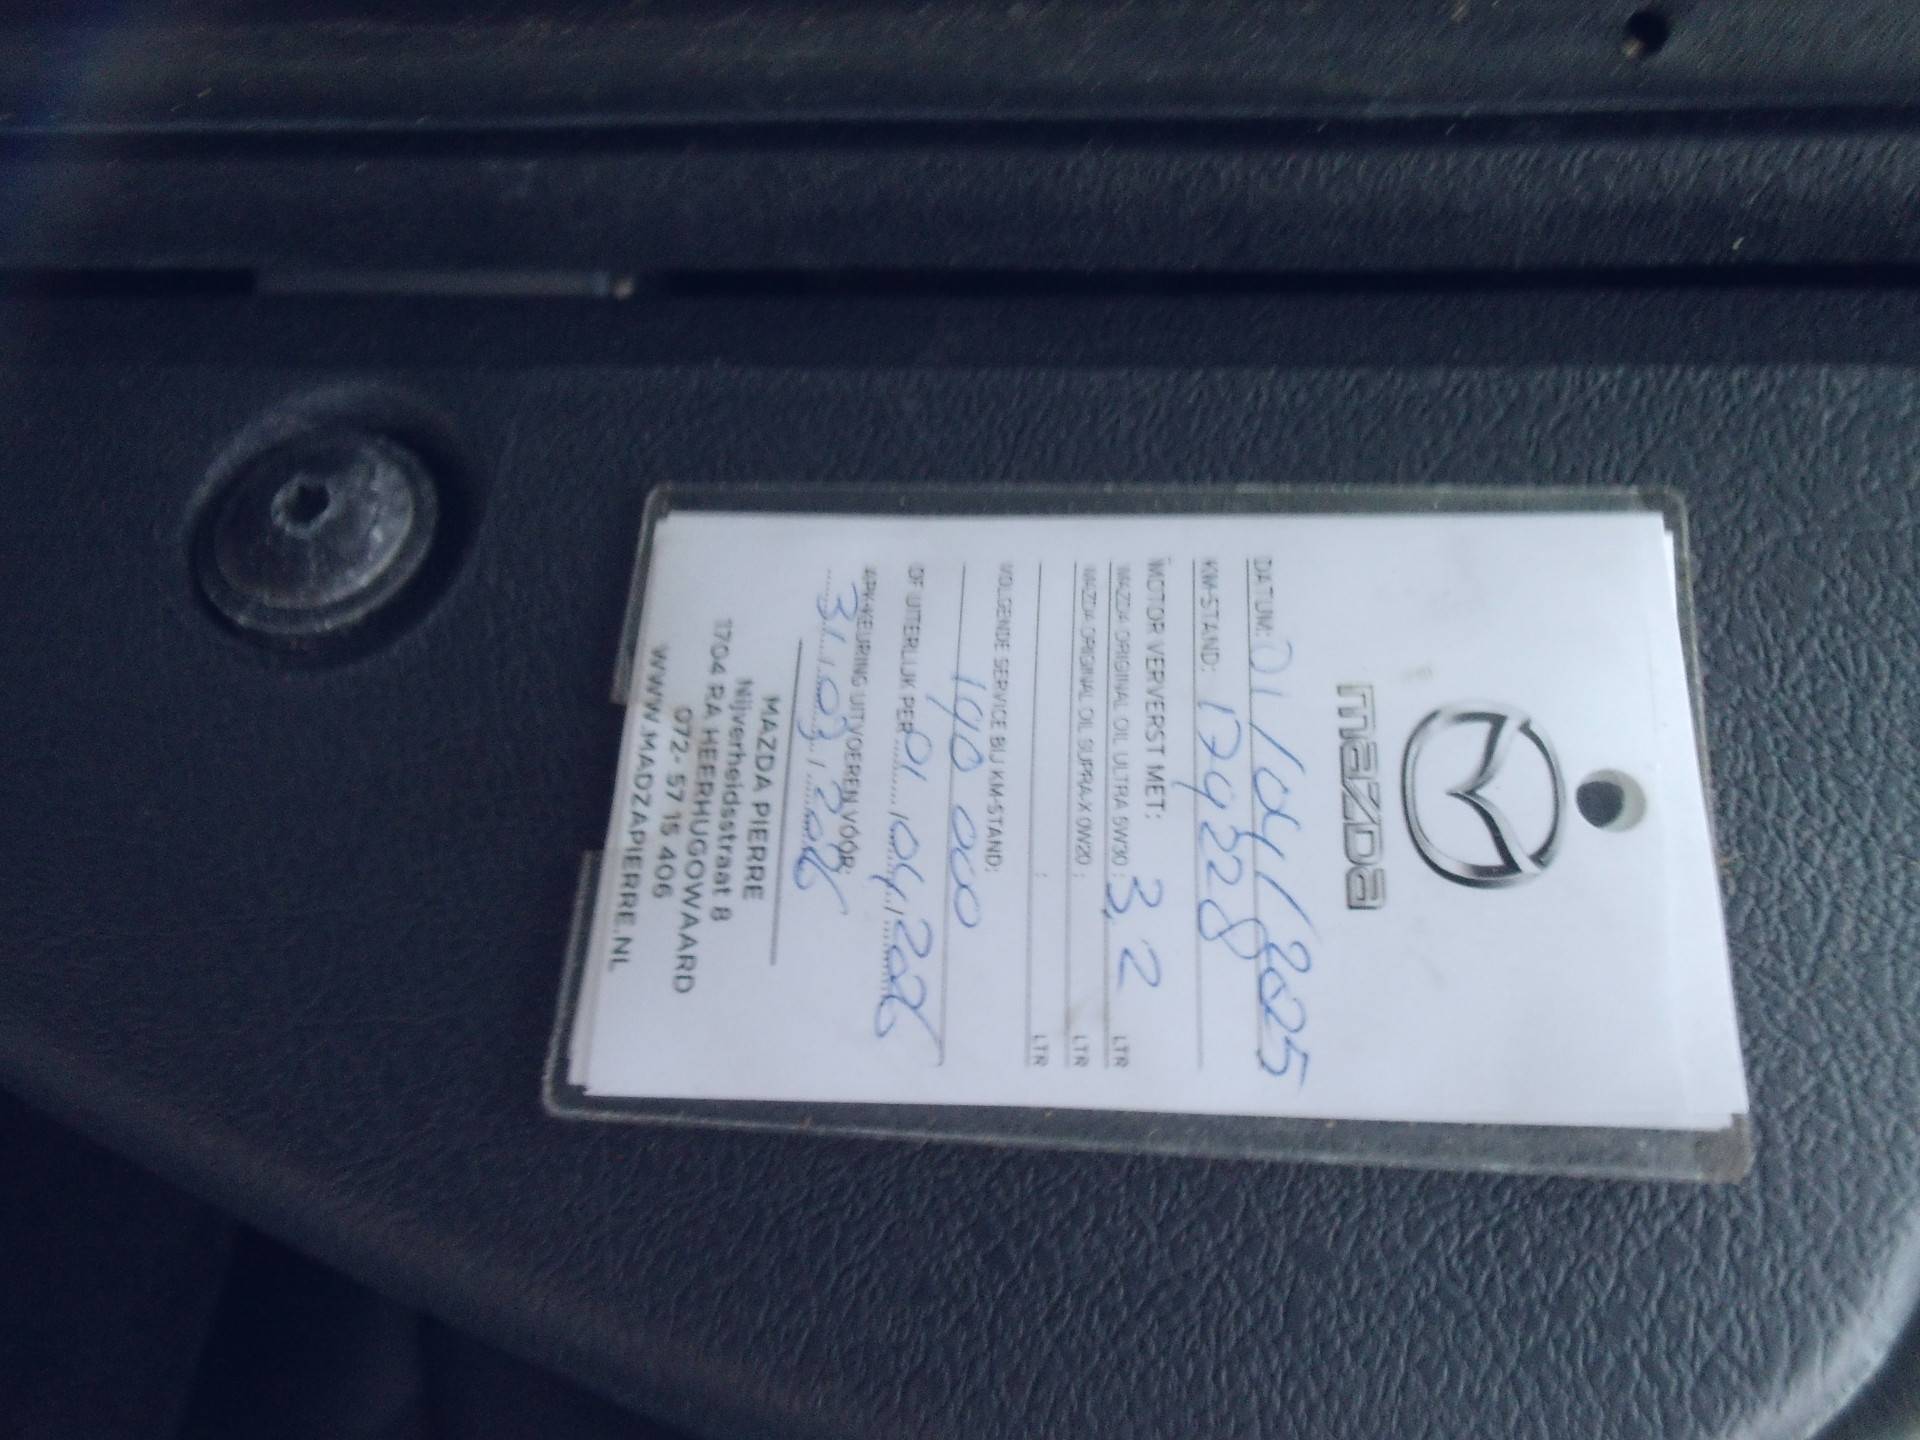 mazda
DATUM: 01/04/2025
KM-STAND: 179228
MOTOR VERVERST MET:
MAZDA ORIGINAL OIL ULTRA 5W30: 3,2 LTR
MAZDA ORIGINAL OIL SUPRA-X 0W20: LTR
: LTR
VOLGENDE SERVICE BIJ KM-STAND:
190 000
OF UITERLIJK PER 01/04/2026
APK-KEURING UITVOEREN VÓÓR:
31/03/2026
MAZDA PIERRE
Nijverheidsstraat 8
1704 RA HEERHUGOWAARD
072- 57 15 406
WWW.MADZAPIERRE.NL